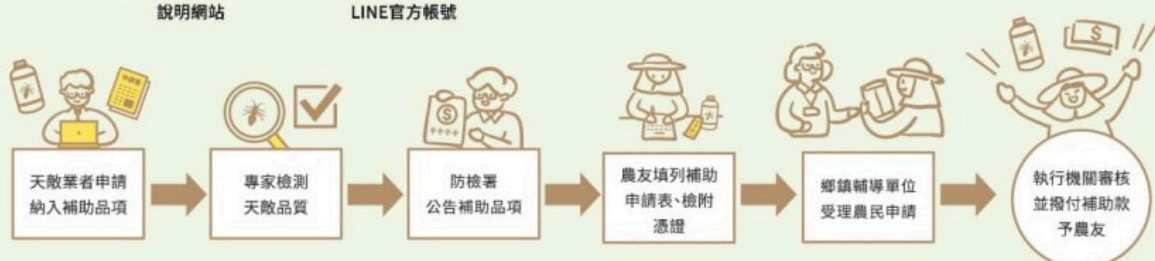 說明網站
LINE官方帳號
申請書
$
$
$
天敵業者申請
納入補助品項
專家檢測
天敵品質
防檢署
公告補助品項
農友填列補助
申請表、檢附
憑證
鄉鎮輔導單位
受理農民申請
執行機關審核
並撥付補助款
予農友